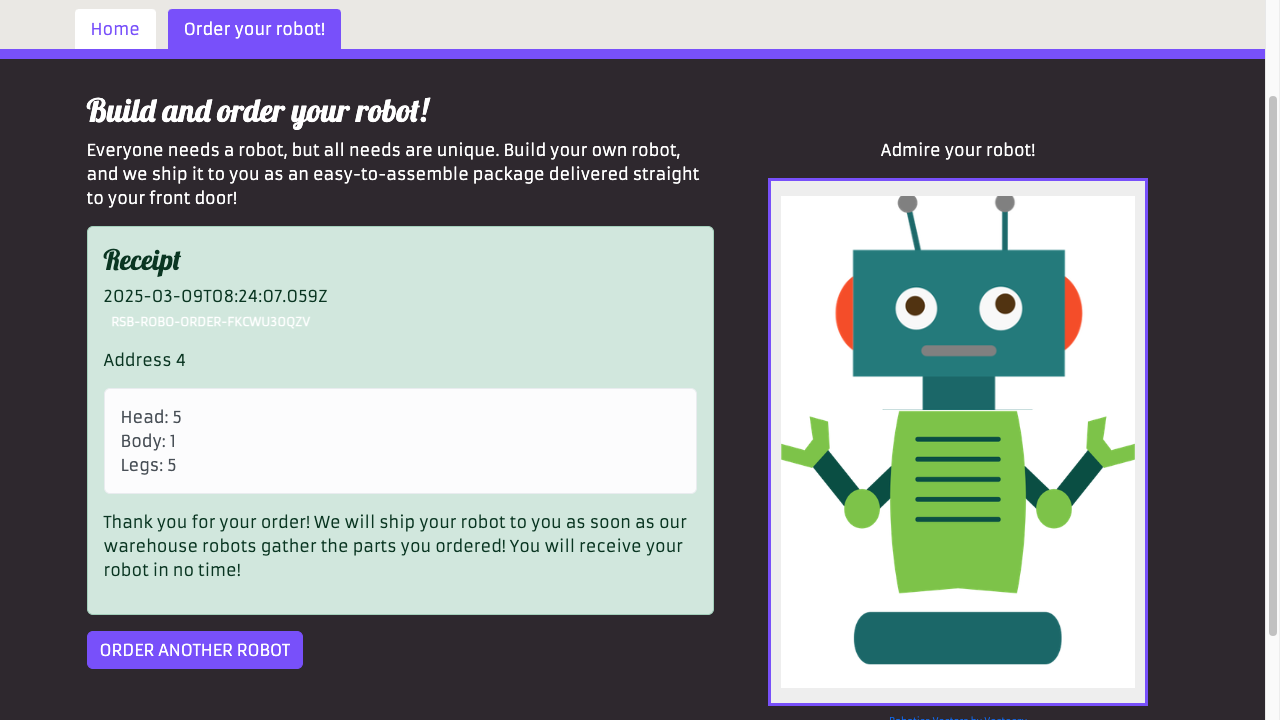 Home
Order your robot!
Build and order your robot!
Everyone needs a robot, but all needs are unique. Build your own robot,
and we ship it to you as an easy-to-assemble package delivered straight
to your front door!
Receipt
2025-03-09T08:24:07.059Z
RSB-ROBO-ORDER-FKCWU30QZV
Address 4
Head: 5
Body: 1
Legs: 5
Thank you for your order! We will ship your robot to you as soon as our
warehouse robots gather the parts you ordered! You will receive your
robot in no time!
ORDER ANOTHER ROBOT
Admire your robot!